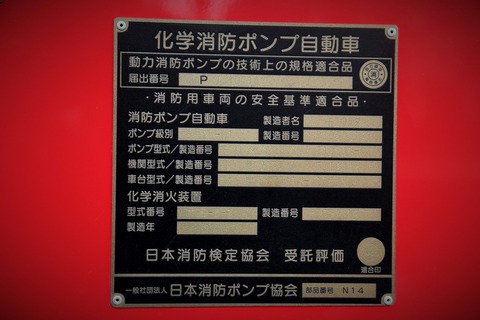 化学消防ポンプ自動車
動力消防ポンプの技術上の規格適合品
届出番号 P
・消防用車両の安全基準適合品・
消防ポンプ自動車 製造者名
ポンプ級別 製造番号
ポンプ型式/製造番号
機関型式/製造番号
車台型式/製造番号
化学消火装置
型式番号 製造番号
製造年
日本消防検定協会 受託評価
適合印
一般社団法人 日本消防ポンプ協会 部品番号 N14